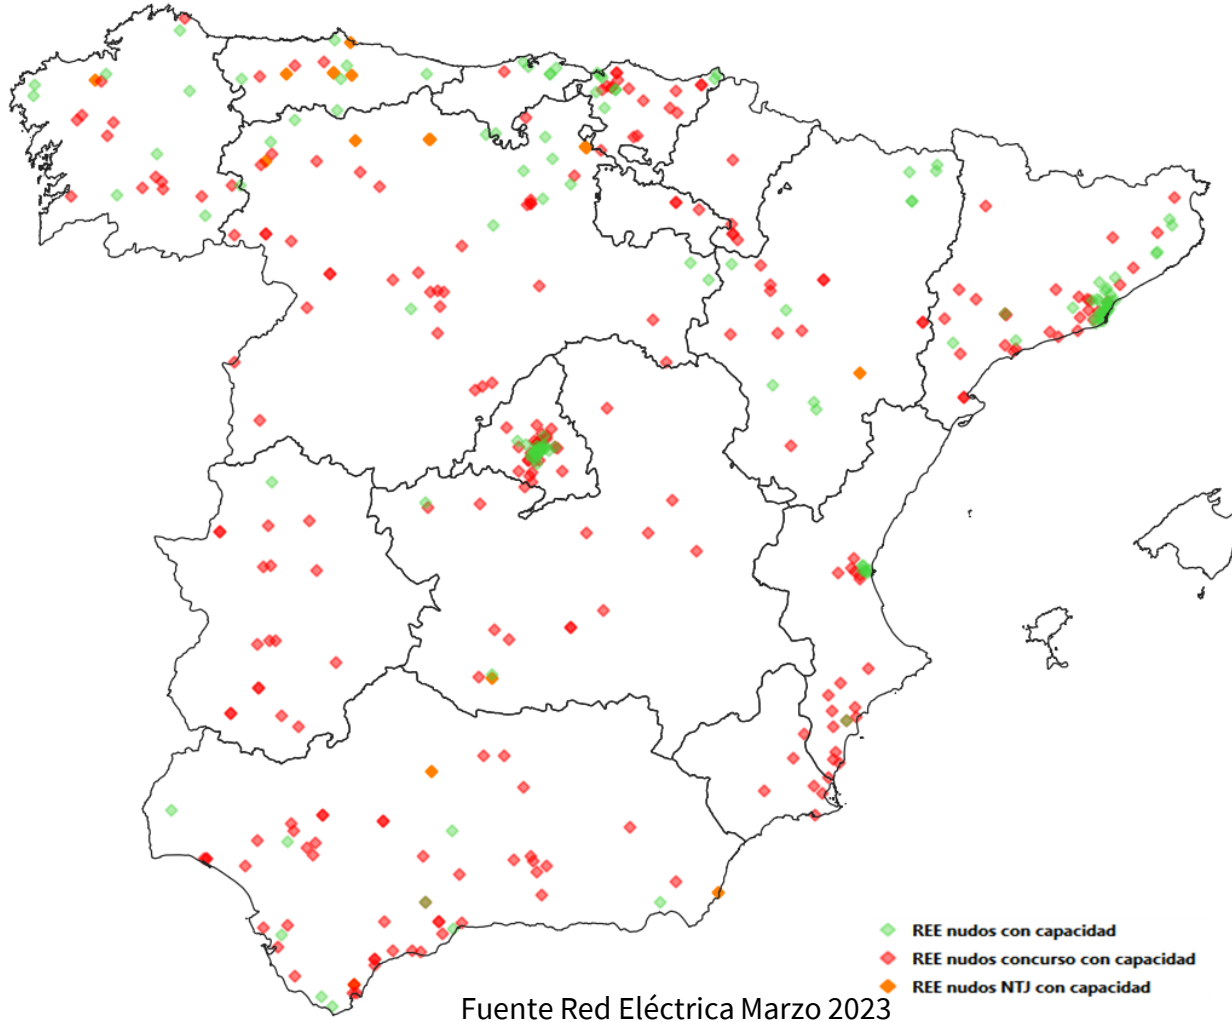 REE nudos con capacidad
REE nudos concurso con capacidad
REE nudos NTJ con capacidad
Fuente Red Eléctrica Marzo 2023